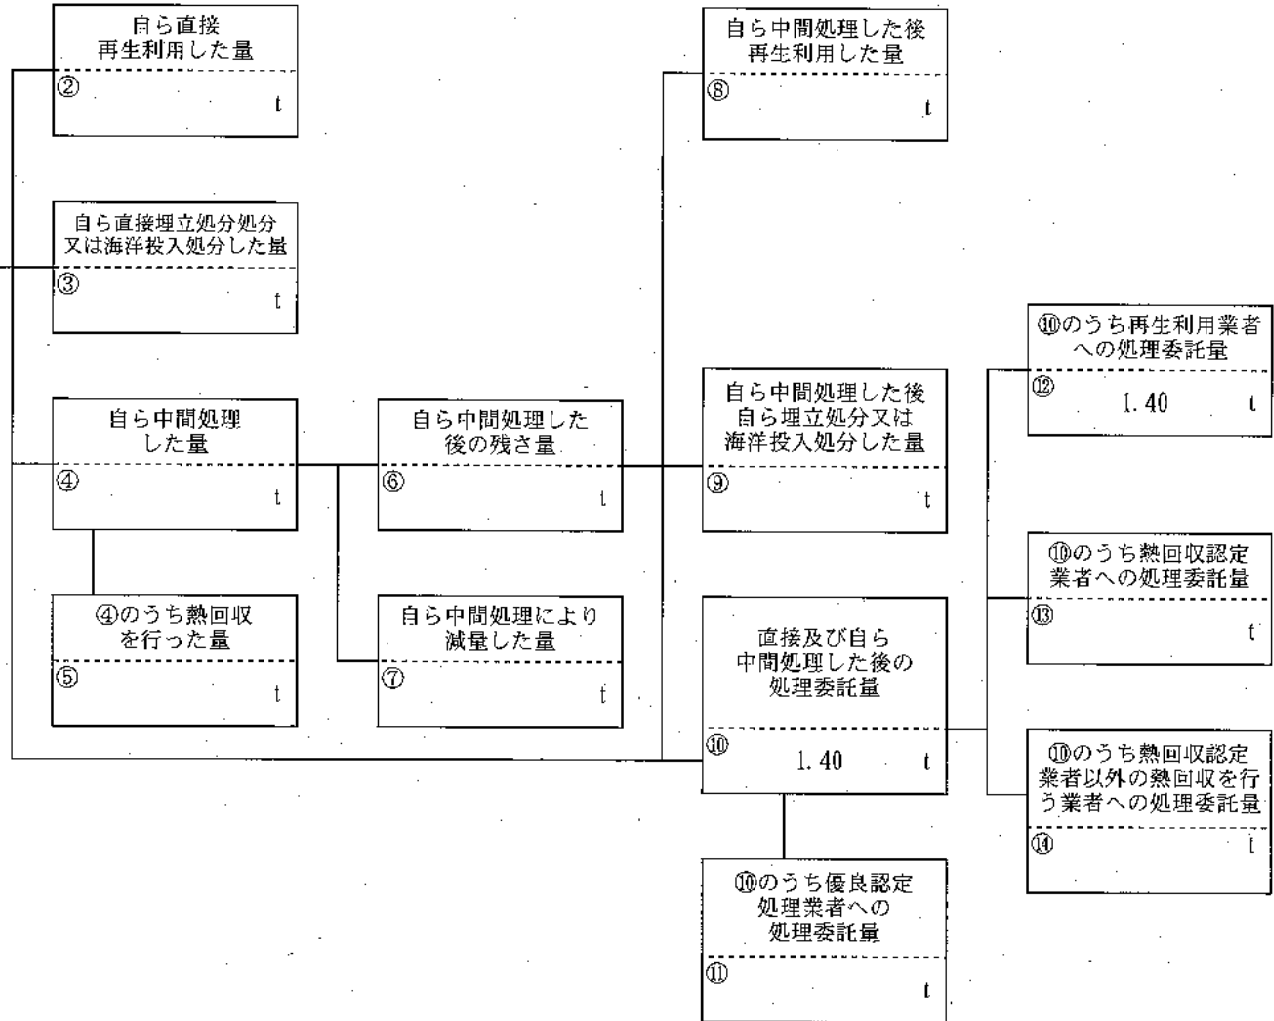 自ら直接
再生利用した量
②
t
自ら直接埋立処分処分
又は海洋投入処分した量
③
t
自ら中間処理
した量
④
t
④のうち熱回収
を行った量
⑤
t
自ら中間処理した
後の残さ量
⑥
t
自ら中間処理により
減量した量
⑦
t
自ら中間処理した後
再生利用した量
⑧
t
自ら中間処理した後
自ら埋立処分又は
海洋投入処分した量
⑨
t
直接及び自ら
中間処理した後の
処理委託量
⑩
1.40 t
⑩のうち優良認定
処理業者への
処理委託量
⑪
t
⑩のうち再生利用業者
への処理委託量
⑫
1.40 t
⑩のうち熱回収認定
業者への処理委託量
⑬
t
⑩のうち熱回収認定
業者以外の熱回収を行
う業者への処理委託量
⑭
t